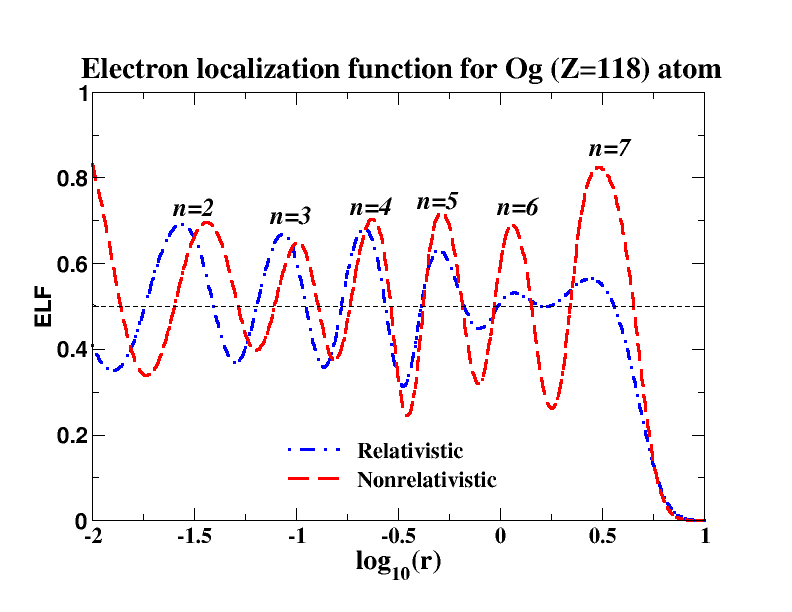 Electron localization function for Og (Z=118) atom
1
0.8
0.6
0.4
0.2
0
ELF
n=2
n=3
n=4
n=5
n=6
n=7
Relativistic
Nonrelativistic
-2
-1.5
-1
-0.5
0
0.5
1
log10(r)